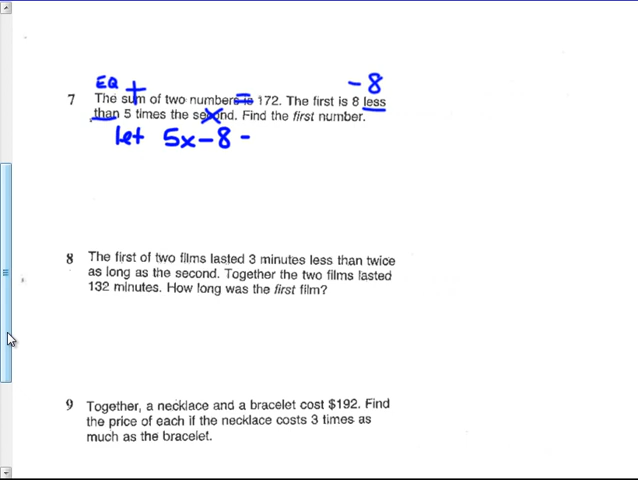 EQ + - 8
7 The sum of two numbers is = 172. The first is 8 less
than 5 times the second. Find the first number.
x
let 5x - 8 -
8 The first of two films lasted 3 minutes less than twice
as long as the second. Together the two films lasted
132 minutes. How long was the first film?
9 Together, a necklace and a bracelet cost $192. Find
the price of each if the necklace costs 3 times as
much as the bracelet.